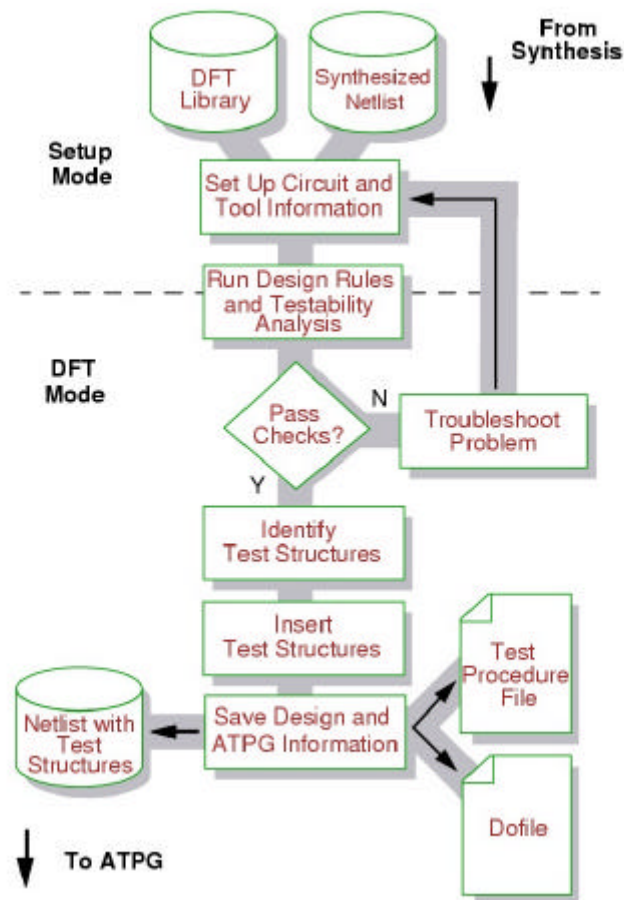 From
Synthesis
DFT
Library
Synthesized
Netlist
Setup
Mode
Set Up Circuit and
Tool Information
Run Design Rules
and Testability
Analysis
DFT
Mode
Pass
Checks?
N
Troubleshoot
Problem
Y
Identify
Test Structures
Insert
Test Structures
Test
Procedure
File
Netlist with
Test
Structures
Save Design and
ATPG Information
Dofile
To ATPG